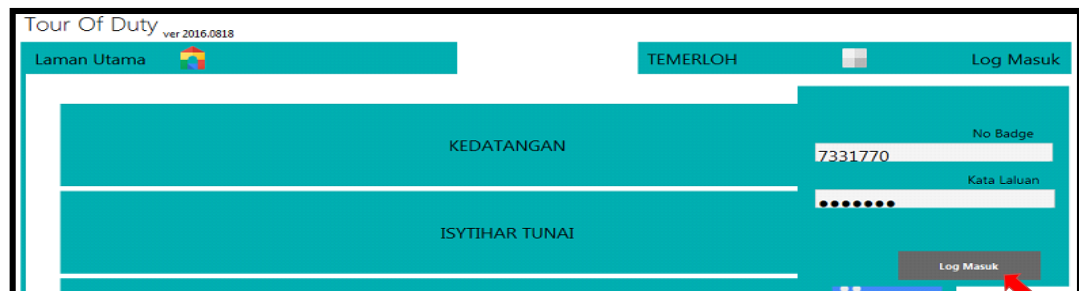 Tour Of Duty ver 2016.0818
Laman Utama
TEMERLOH
Log Masuk
KEDATANGAN
No Badge
7331770
Kata Laluan
●●●●●●●
ISYTIHAR TUNAI
Log Masuk